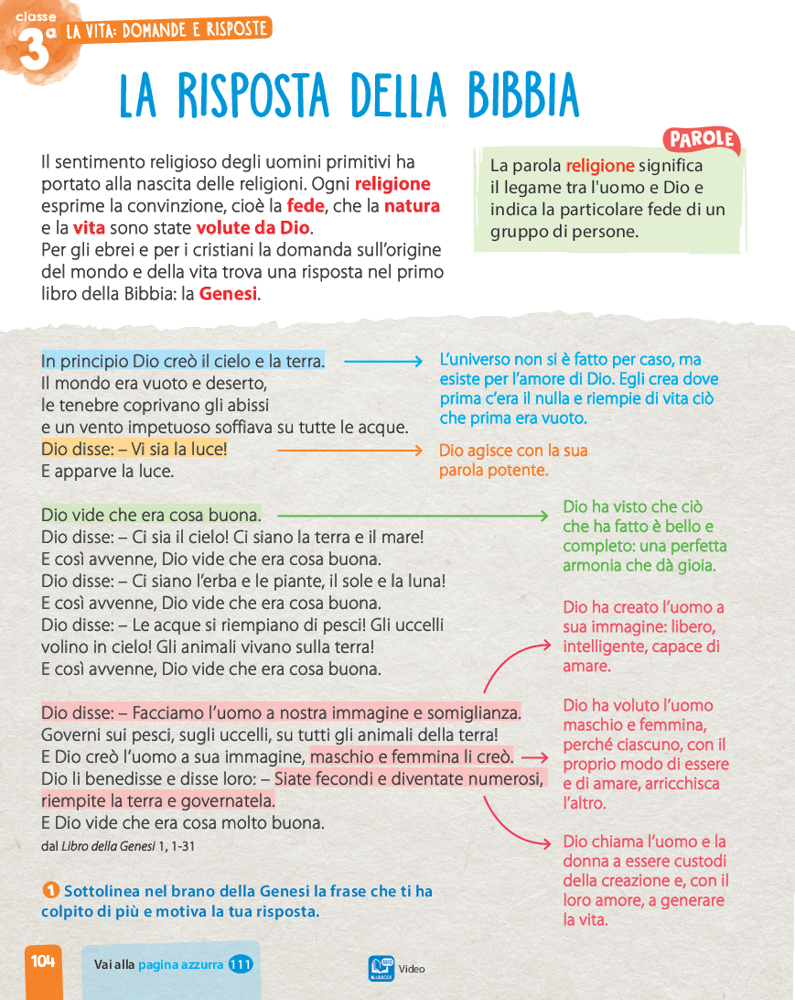 classe
3a LA VITA: DOMANDE E RISPOSTE
LA RISPOSTA DELLA BIBBIA
Il sentimento religioso degli uomini primitivi ha
portato alla nascita delle religioni. Ogni religione
esprime la convinzione, cioè la fede, che la natura
e la vita sono state volute da Dio.
Per gli ebrei e per i cristiani la domanda sull'origine
del mondo e della vita trova una risposta nel primo
libro della Bibbia: la Genesi.
PAROLE
La parola religione significa
il legame tra l'uomo e Dio e
indica la particolare fede di un
gruppo di persone.
In principio Dio creò il cielo e la terra.
Il mondo era vuoto e deserto,
le tenebre coprivano gli abissi
e un vento impetuoso soffiava su tutte le acque.
Dio disse: – Vi sia la luce!
E apparve la luce.
L'universo non si è fatto per caso, ma
esiste per l'amore di Dio. Egli crea dove
prima c'era il nulla e riempie di vita ciò
che prima era vuoto.
Dio agisce con la sua
parola potente.
Dio vide che era cosa buona.
Dio disse: – Ci sia il cielo! Ci siano la terra e il mare!
E così avvenne, Dio vide che era cosa buona.
Dio disse: – Ci siano l'erba e le piante, il sole e la luna!
E così avvenne, Dio vide che era cosa buona.
Dio disse: – Le acque si riempiano di pesci! Gli uccelli
volino in cielo! Gli animali vivano sulla terra!
E così avvenne, Dio vide che era cosa buona.
Dio ha visto che ciò
che ha fatto è bello e
completo: una perfetta
armonia che dà gioia.
Dio ha creato l'uomo a
sua immagine: libero,
intelligente, capace di
amare.
Dio disse: – Facciamo l'uomo a nostra immagine e somiglianza.
Governi sui pesci, sugli uccelli, su tutti gli animali della terra!
E Dio creò l'uomo a sua immagine, maschio e femmina li creò.
Dio li benedisse e disse loro: – Siate fecondi e diventate numerosi,
riempite la terra e governatela.
E Dio vide che era cosa molto buona.
dal Libro della Genesi 1, 1-31
Dio ha voluto l'uomo
maschio e femmina,
perché ciascuno, con il
proprio modo di essere
e di amare, arricchisca
l'altro.
Dio chiama l'uomo e la
donna a essere custodi
della creazione e, con il
loro amore, a generare
la vita.
1 Sottolinea nel brano della Genesi la frase che ti ha
colpito di più e motiva la tua risposta.
104
Vai alla pagina azzurra 111
Video